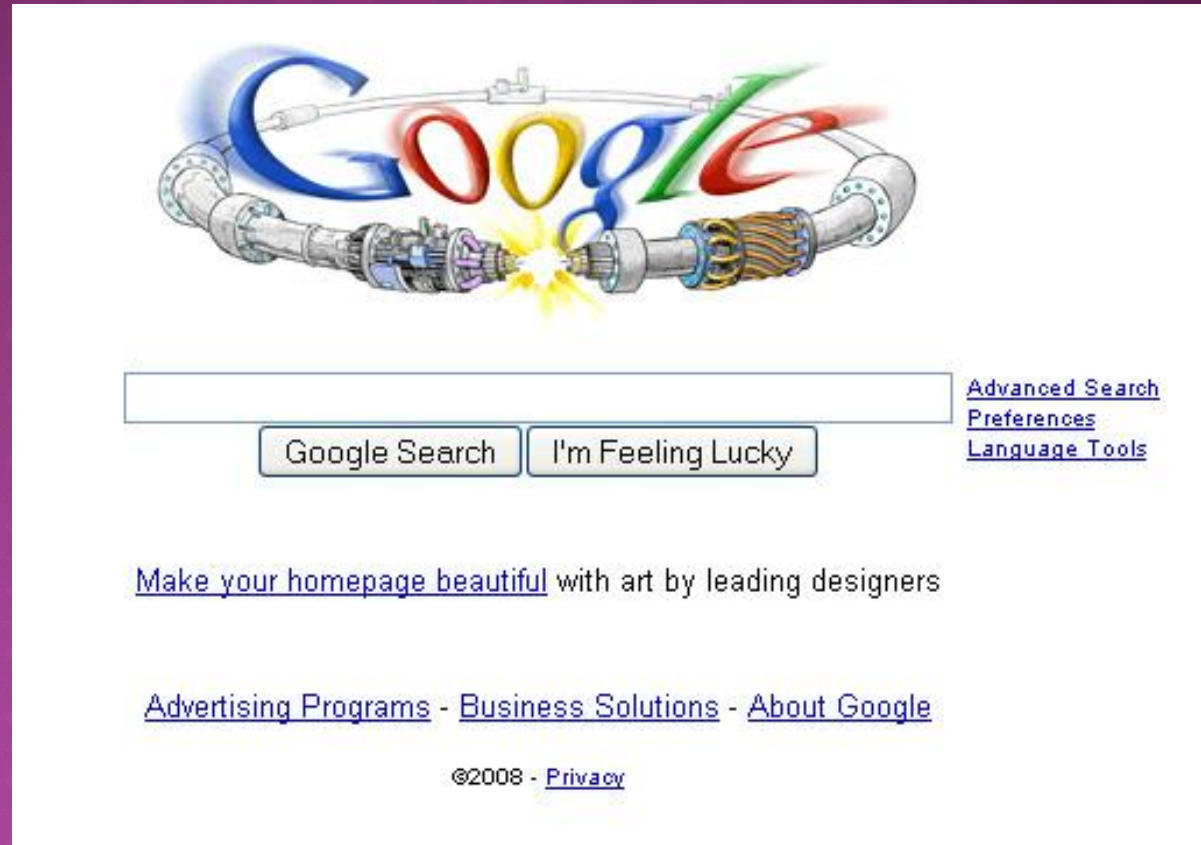 Google
Advanced Search
Preferences
Language Tools
Google Search I'm Feeling Lucky
Make your homepage beautiful with art by leading designers
Advertising Programs - Business Solutions - About Google
©2008 - Privacy